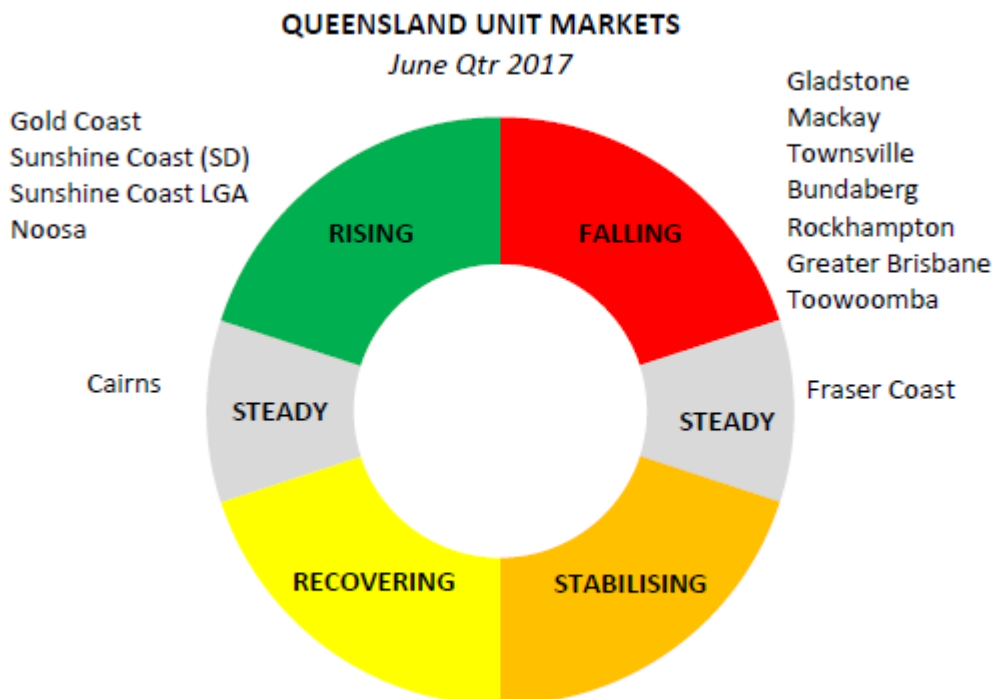 QUEENSLAND UNIT MARKETS
June Qtr 2017
Gold Coast
Sunshine Coast (SD)
Sunshine Coast LGA
Noosa
RISING
FALLING
Gladstone
Mackay
Townsville
Bundaberg
Rockhampton
Greater Brisbane
Toowoomba
Cairns
STEADY
STEADY
Fraser Coast
RECOVERING
STABILISING